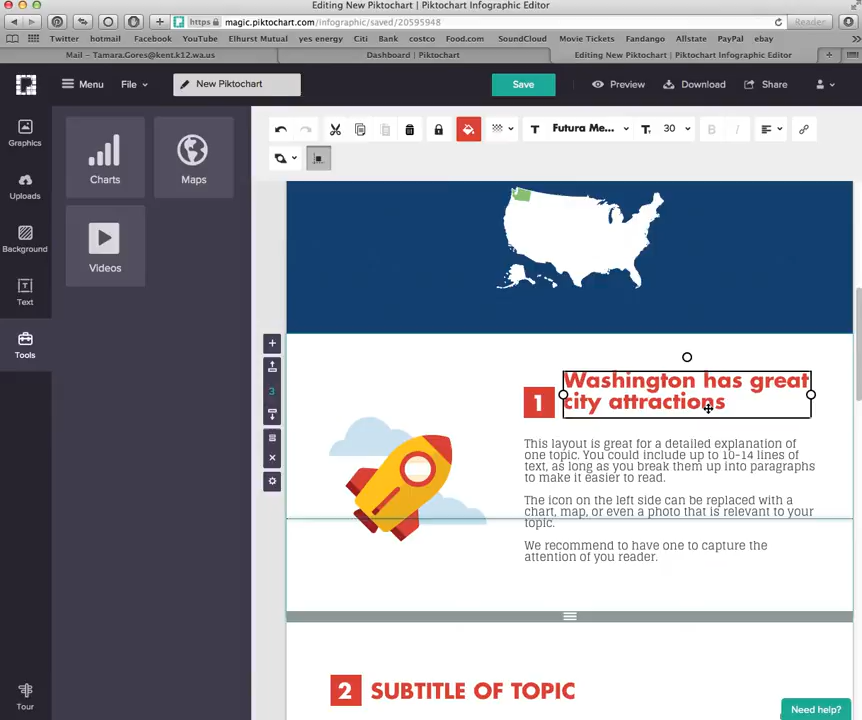 Editing New Piktochart | Piktochart Infographic Editor
https magic.piktochart.com/infographic/saved/20595948 Reader
Apple Twitter hotmail Facebook YouTube Elhurst Mutual yes energy Citi Bank costco Food.com SoundCloud Movie Tickets Fandango Allstate PayPal ebay
Mail – Tamara.Gores@kent.k12.wa.us
Dashboard | Piktochart
Editing New Piktochart | Piktochart Infographic Editor
Menu File New Piktochart Save Preview Download Share
Graphics
Uploads
Background
Text
Tools
Tour
Charts
Maps
Videos
T Futura Me... T 30 B I
3
1
Washington has great
city attractions
This layout is great for a detailed explanation of
one topic. You could include up to 10-14 lines of
text, as long as you break them up into paragraphs
to make it easier to read.
The icon on the left side can be replaced with a
chart, map, or even a photo that is relevant to your
topic.
We recommend to have one to capture the
attention of you reader.
2 SUBTITLE OF TOPIC
Need help?